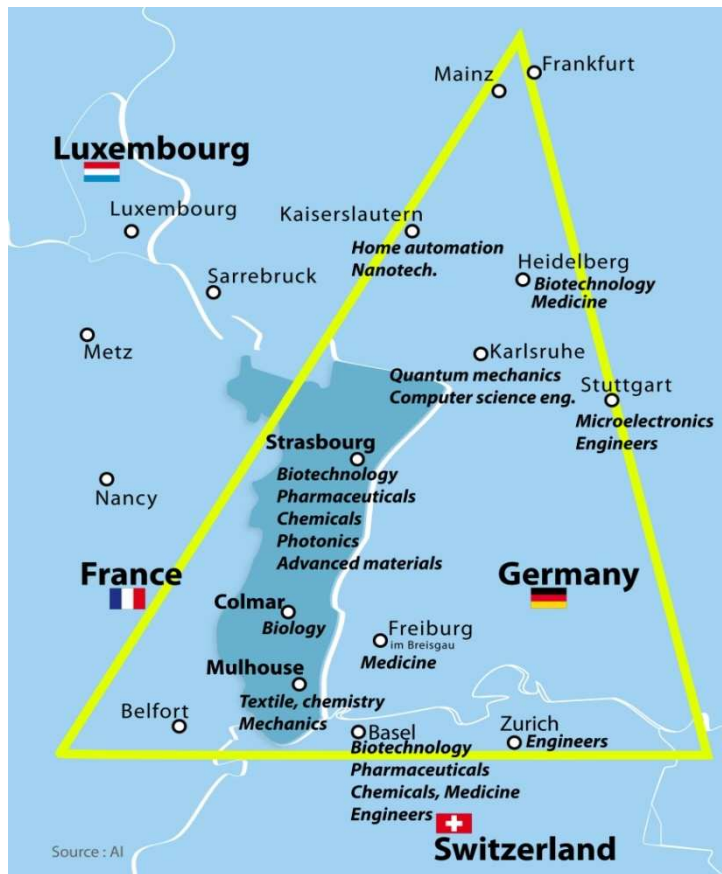 Frankfurt
Mainz
Luxembourg
Luxembourg
Kaiserslautern
Home automation
Nanotech.
Heidelberg
Biotechnology
Medicine
Sarrebruck
Metz
Karlsruhe
Quantum mechanics
Computer science eng.
Stuttgart
Microelectronics
Engineers
Strasbourg
Biotechnology
Pharmaceuticals
Chemicals
Photonics
Advanced materials
Nancy
France
Germany
Colmar
Biology
Freiburg
im Breisgau
Medicine
Mulhouse
Textile, chemistry
Mechanics
Belfort
Basel
Biotechnology
Pharmaceuticals
Chemicals, Medicine
Engineers
Zurich
Engineers
Switzerland
Source : AI